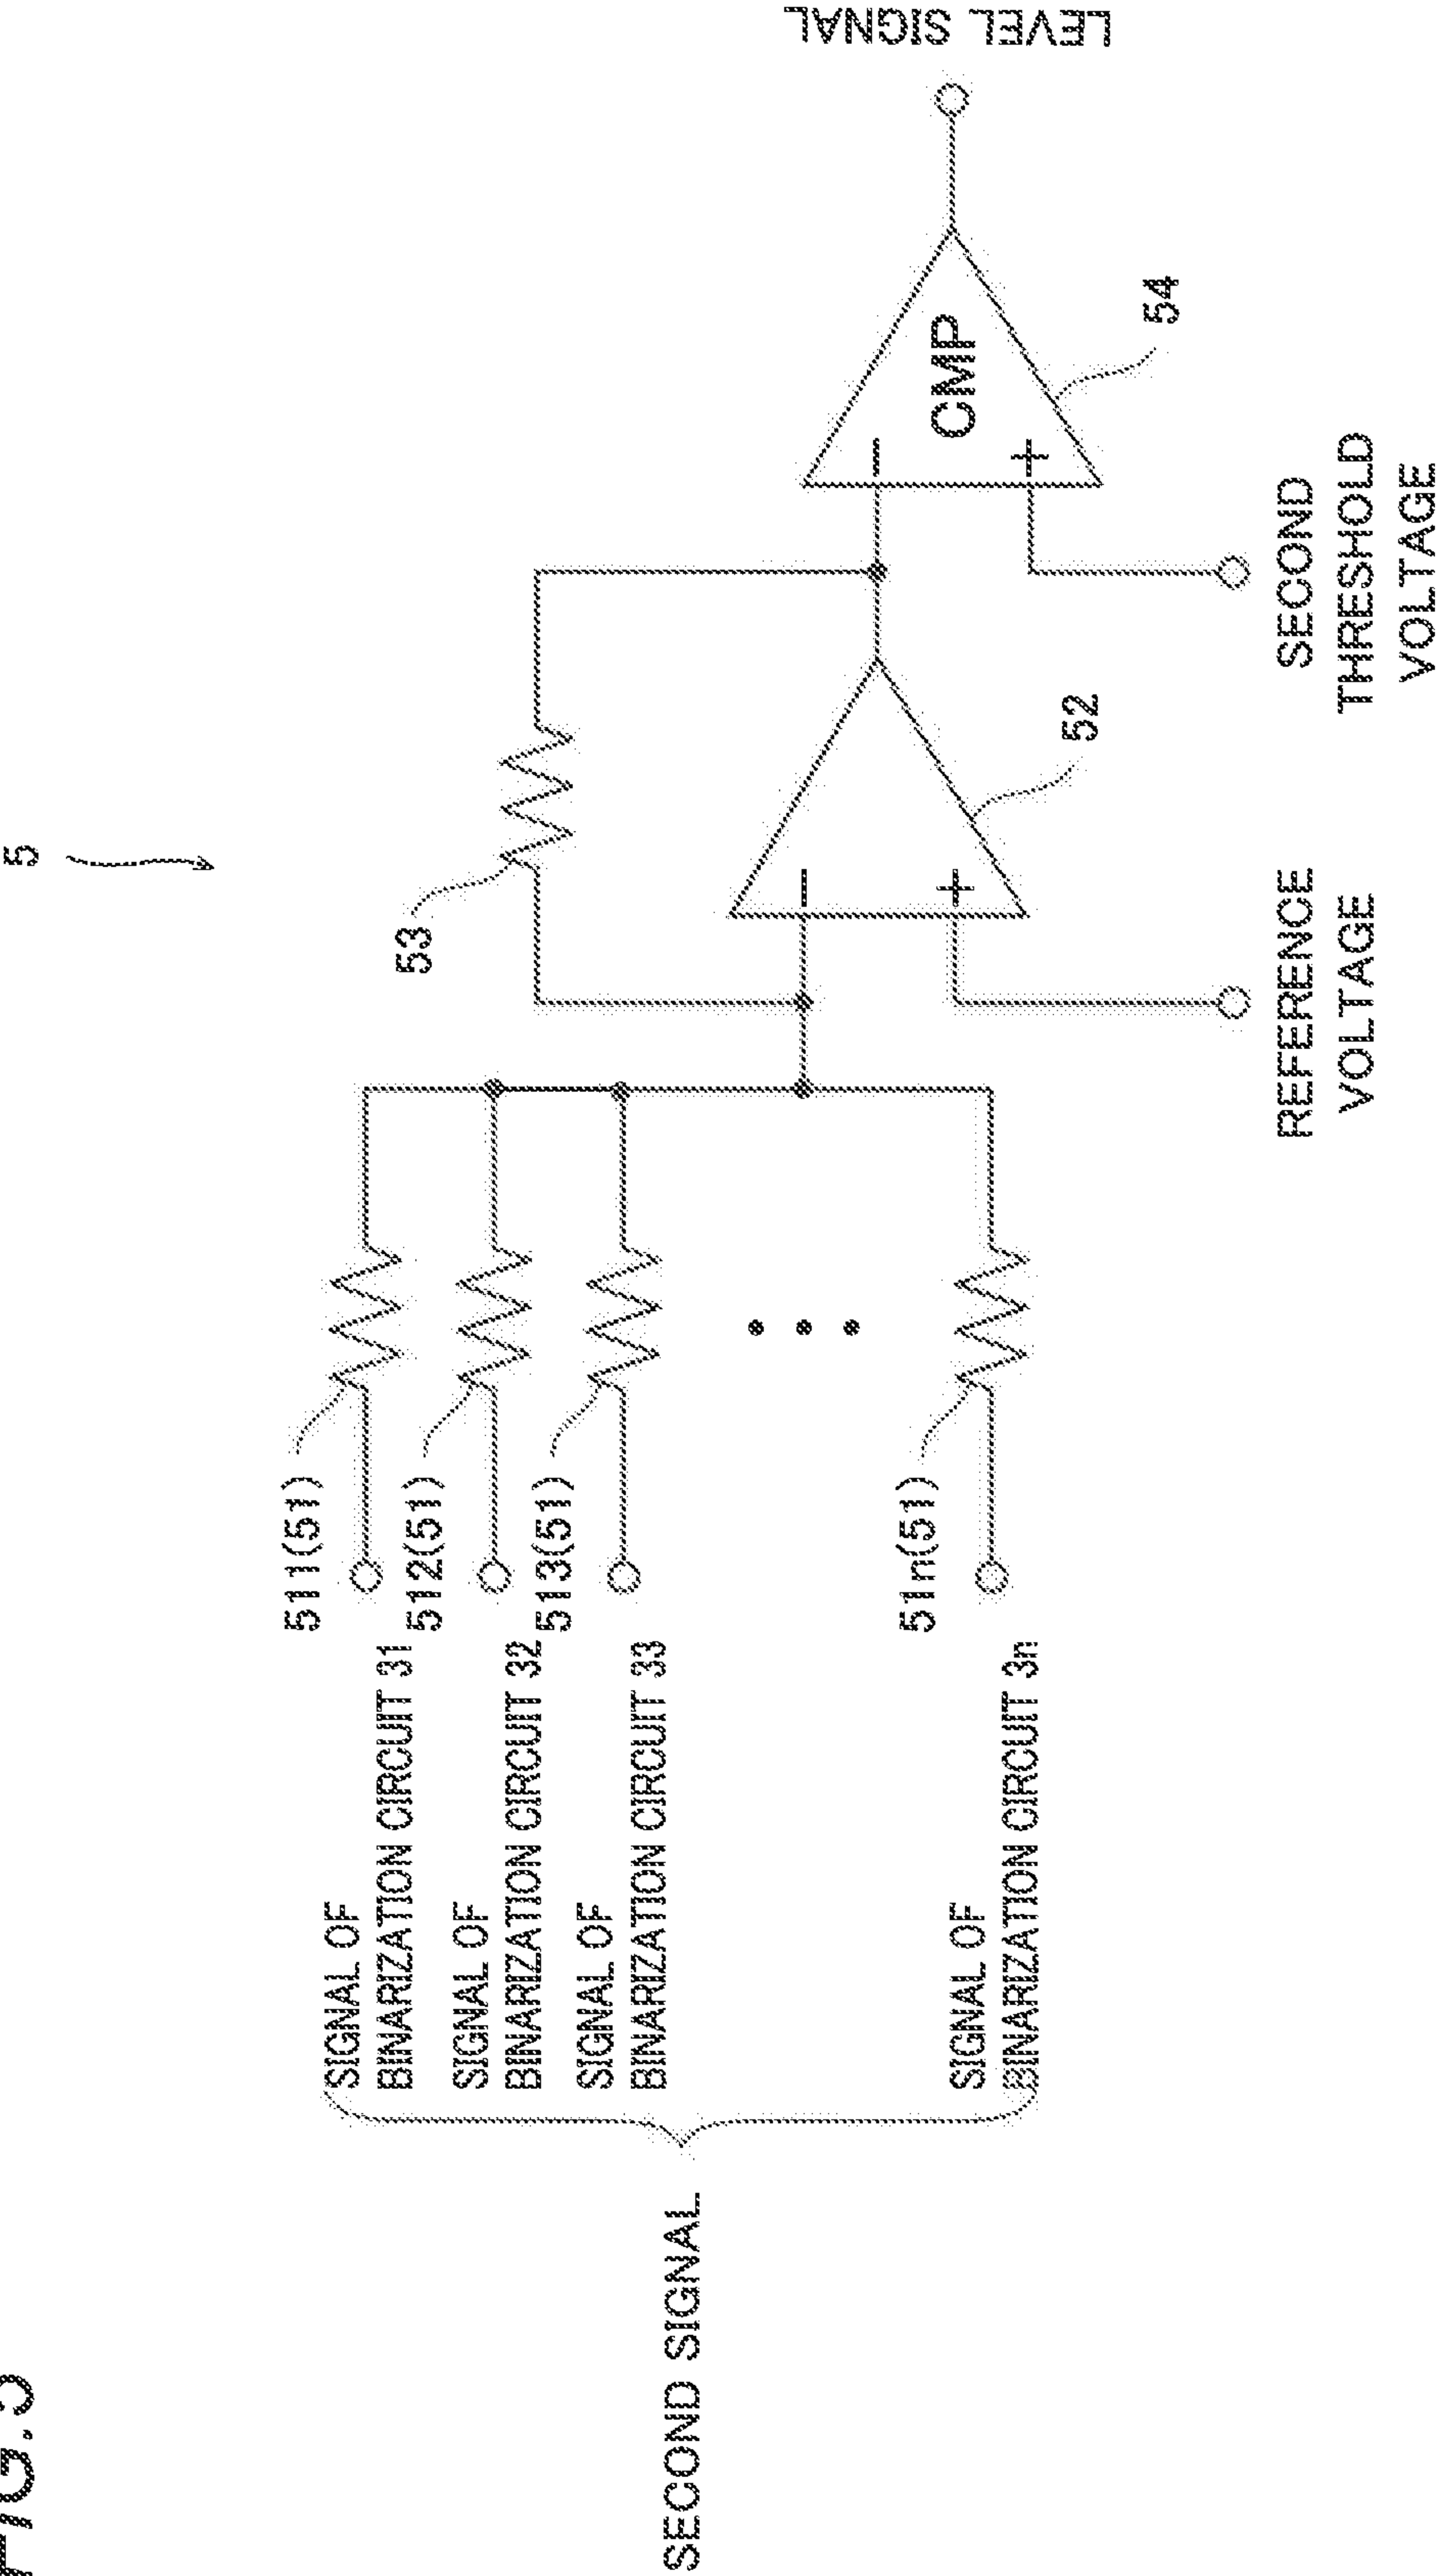 FIG.5
5
511(51)
SIGNAL OF
BINARIZATION CIRCUIT 31
512(51)
SIGNAL OF
BINARIZATION CIRCUIT 32
513(51)
SIGNAL OF
BINARIZATION CIRCUIT 33
51n(51)
SIGNAL OF
BINARIZATION CIRCUIT 3n
SECOND SIGNAL
53
−
+
52
REFERENCE
VOLTAGE
−
+
CMP
54
SECOND
THRESHOLD
VOLTAGE
LEVEL SIGNAL